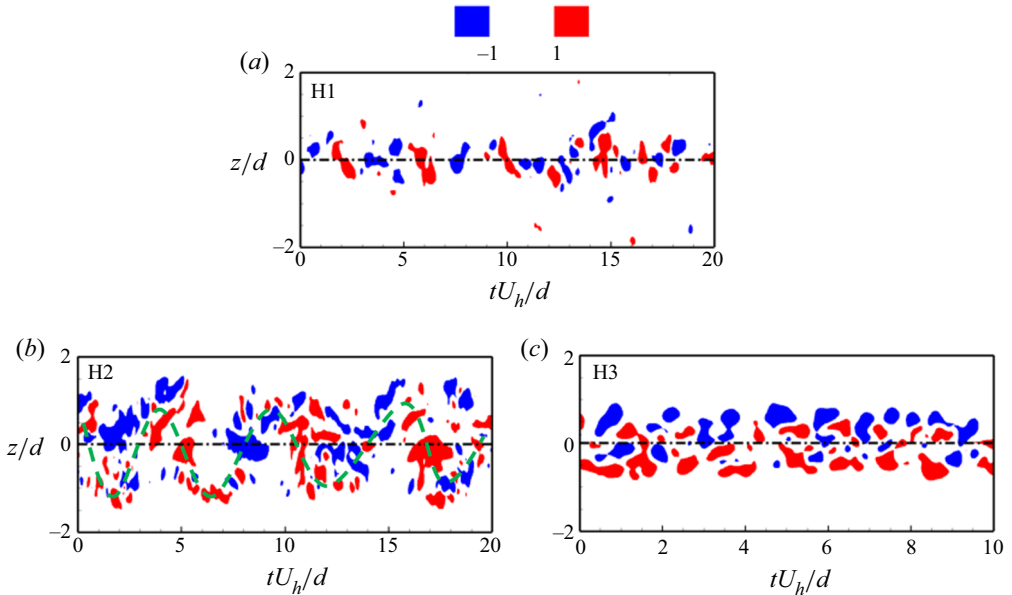 –1 1
(a)
2
H1
z/d 0
–2
0 5 10 15 20
tU_h/d
(b) (c)
2 2
H2 H3
z/d 0 0
–2 –2
0 5 10 15 20 0 2 4 6 8 10
tU_h/d tU_h/d